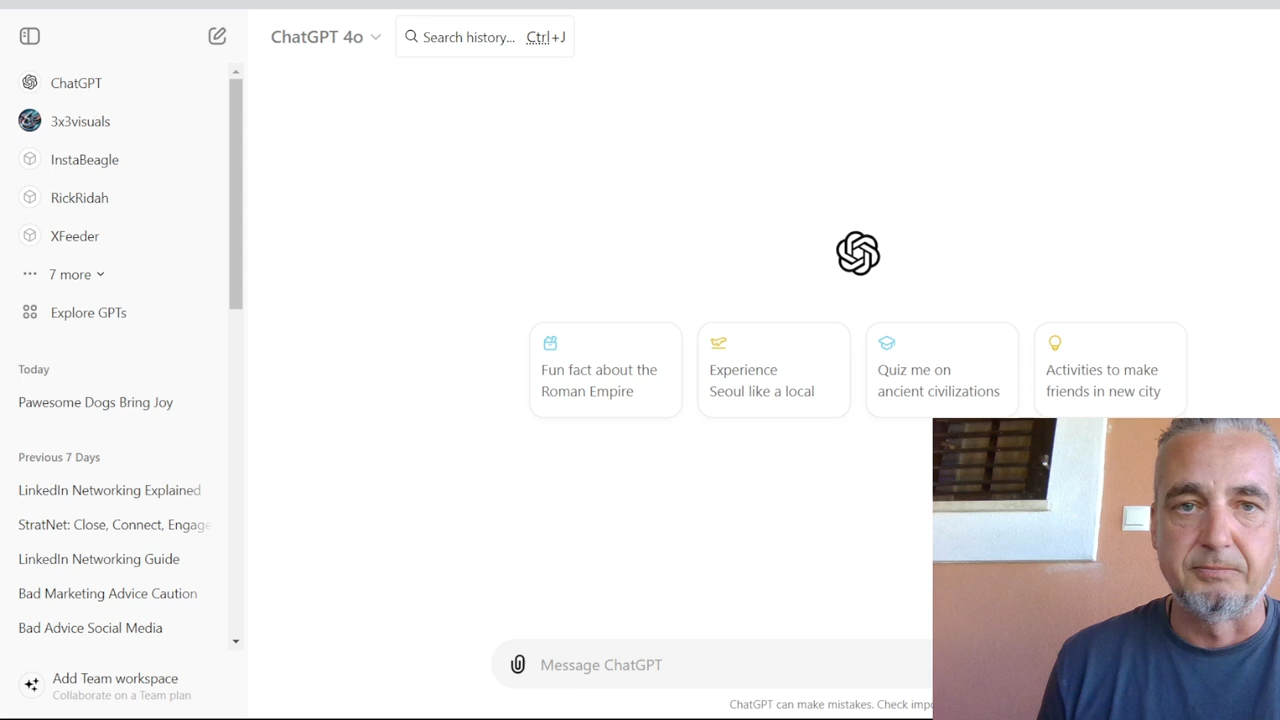 ChatGPT 4o
Search history... Ctrl+J
ChatGPT
3x3visuals
InstaBeagle
RickRidah
XFeeder
7 more
Explore GPTs
Today
Pawesome Dogs Bring Joy
Previous 7 Days
LinkedIn Networking Explained
StratNet: Close, Connect, Engage
LinkedIn Networking Guide
Bad Marketing Advice Caution
Bad Advice Social Media
Add Team workspace
Collaborate on a Team plan
Fun fact about the
Roman Empire
Experience
Seoul like a local
Quiz me on
ancient civilizations
Activities to make
friends in new city
Message ChatGPT
ChatGPT can make mistakes. Check